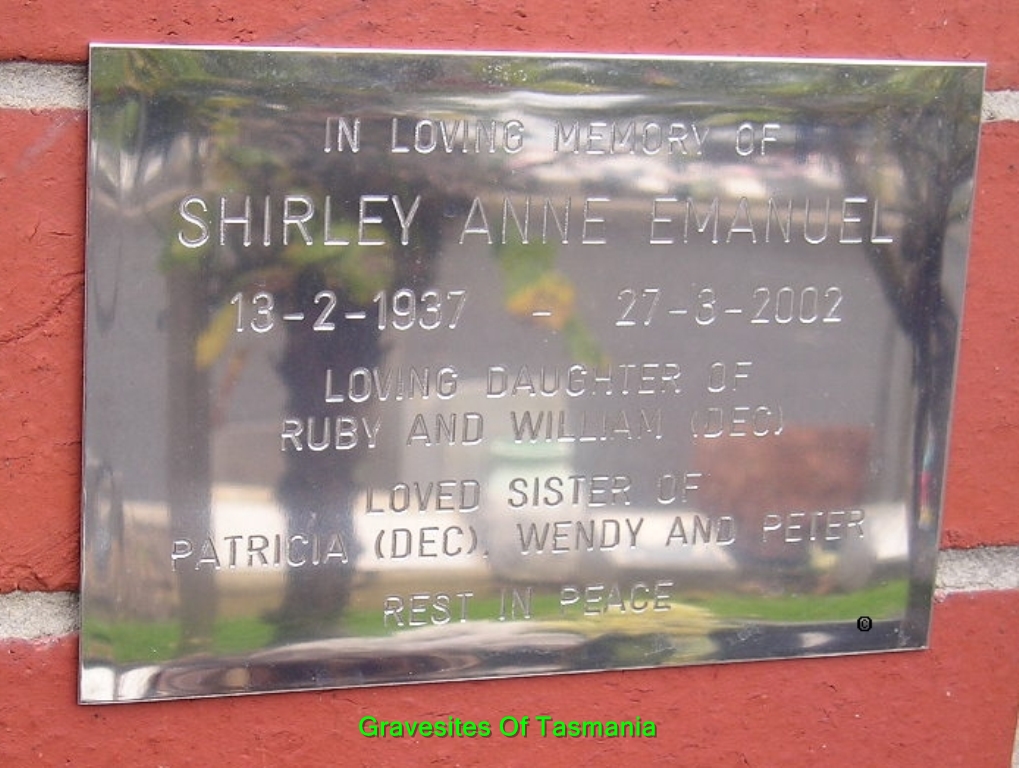 IN LOVING MEMORY OF
SHIRLEY ANNE EMANUEL
13-2-1937 - 27-3-2002
LOVING DAUGHTER OF
RUBY AND WILLIAM (DEC)
LOVED SISTER OF
PATRICIA (DEC), WENDY AND PETER
REST IN PEACE
©
Gravesites Of Tasmania